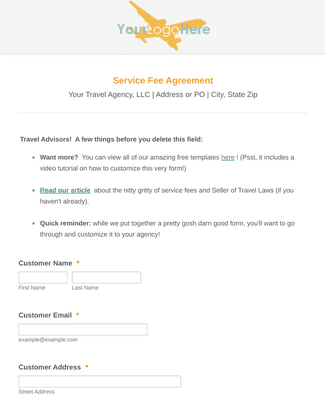 YourLogoHere
Service Fee Agreement
Your Travel Agency, LLC | Address or PO | City, State Zip
Travel Advisors!  A few things before you delete this field:
• Want more?  You can view all of our amazing free templates here ! (Psst, it includes a
video tutorial on how to customize this very form!)
• Read our article  about the nitty gritty of service fees and Seller of Travel Laws (if you
haven't already).
• Quick reminder: while we put together a pretty gosh darn good form, you'll want to go
through and customize it to your agency!
Customer Name *
First Name Last Name
Customer Email *
example@example.com
Customer Address *
Street Address